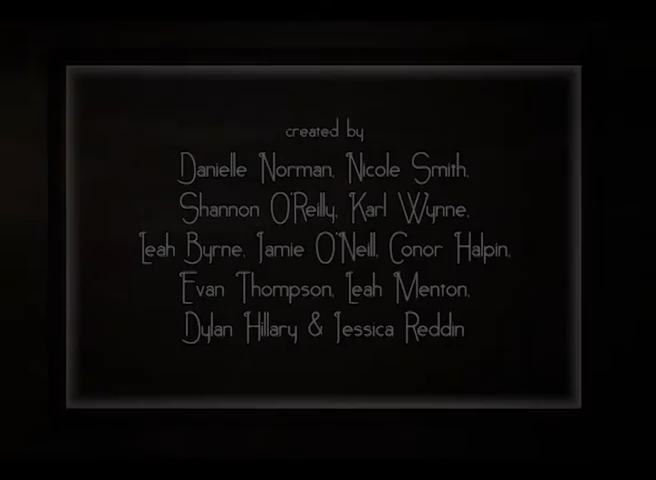 created by
Danielle Norman, Nicole Smith,
Shannon O'Reilly, Karl Wynne,
Leah Byrne, Jamie O'Neill, Conor Halpin,
Evan Thompson, Leah Menton,
Dylan Hillary & Jessica Reddin